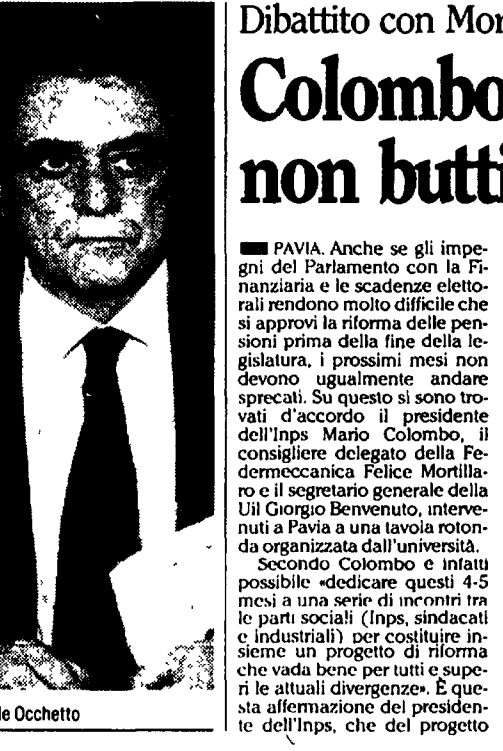 Dibattito con Mor
Colombo
non butti
PAVIA. Anche se gli impe-
gni del Parlamento con la Fi-
nanziaria e le scadenze eletto-
rali rendono molto difficile che
si approvi la riforma delle pen-
sioni prima della fine della le-
gislatura, i prossimi mesi non
devono ugualmente andare
sprecati. Su questo si sono tro-
vati d'accordo il presidente
dell'Inps Mario Colombo, il
consigliere delegato della Fe-
dermeccanica Felice Mortilla-
ro e il segretario generale della
Uil Giorgio Benvenuto, interve-
nuti a Pavia a una tavola roton-
da organizzata dall'università.
Secondo Colombo è infatti
possibile «dedicare questi 4-5
mesi a una serie di incontri tra
le parti sociali (Inps, sindacati
e industriali) per costituire in-
sieme un progetto di riforma
che vada bene per tutti e supe-
ri le attuali divergenze». È que-
sta affermazione del presiden-
te dell'Inps, che del progetto
le Occhetto